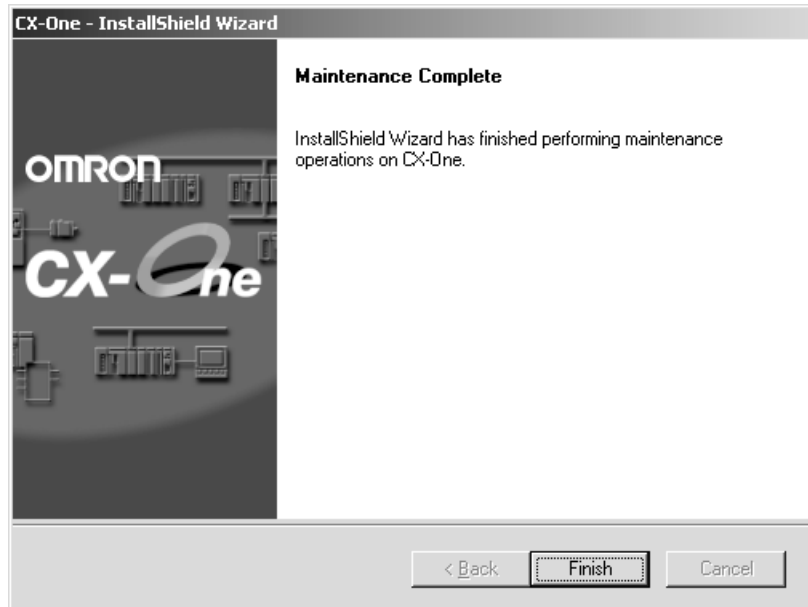 CX-One - InstallShield Wizard
Maintenance Complete
InstallShield Wizard has finished performing maintenance
operations on CX-One.
OMRON
CX-One
< Back
Finish
Cancel